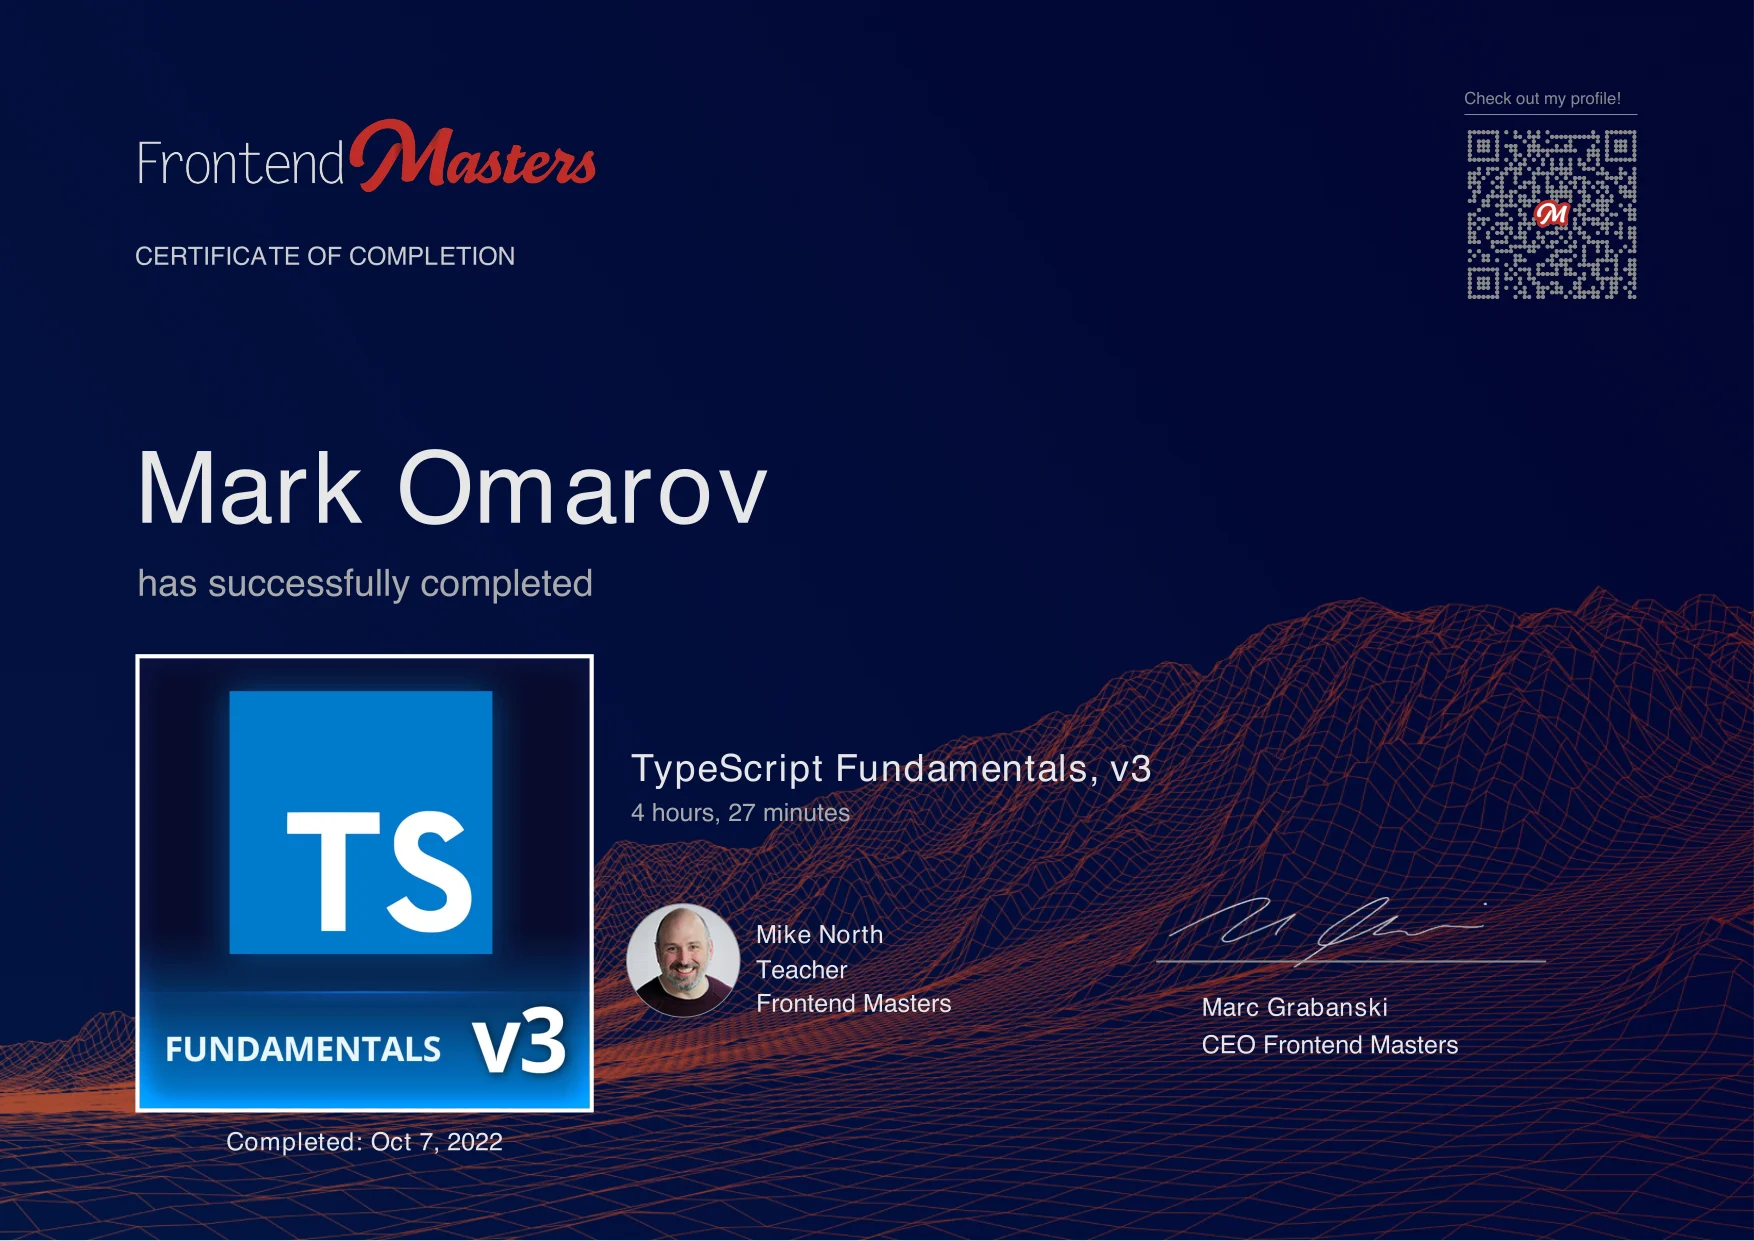 Check out my profile!
Frontend Masters
M
CERTIFICATE OF COMPLETION
Mark Omarov
has successfully completed
TS
FUNDAMENTALS v3
TypeScript Fundamentals, v3
4 hours, 27 minutes
Mike North
Teacher
Frontend Masters
Marc Grabanski
CEO Frontend Masters
Completed: Oct 7, 2022